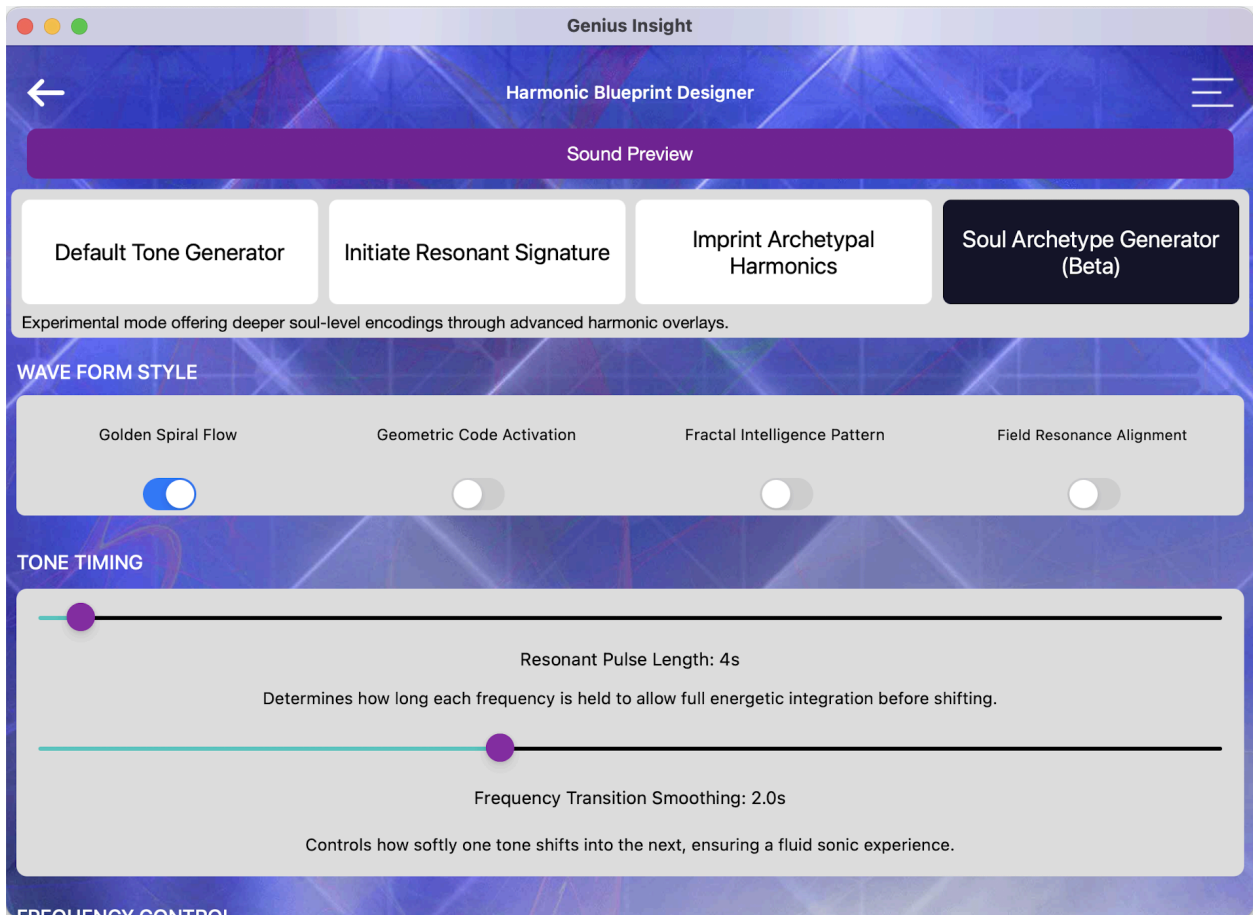 Genius Insight
Harmonic Blueprint Designer
Sound Preview
Default Tone Generator
Initiate Resonant Signature
Imprint Archetypal
Harmonics
Soul Archetype Generator
(Beta)
Experimental mode offering deeper soul-level encodings through advanced harmonic overlays.
WAVE FORM STYLE
Golden Spiral Flow
Geometric Code Activation
Fractal Intelligence Pattern
Field Resonance Alignment
TONE TIMING
Resonant Pulse Length: 4s
Determines how long each frequency is held to allow full energetic integration before shifting.
Frequency Transition Smoothing: 2.0s
Controls how softly one tone shifts into the next, ensuring a fluid sonic experience.
FREQUENCY CONTROL